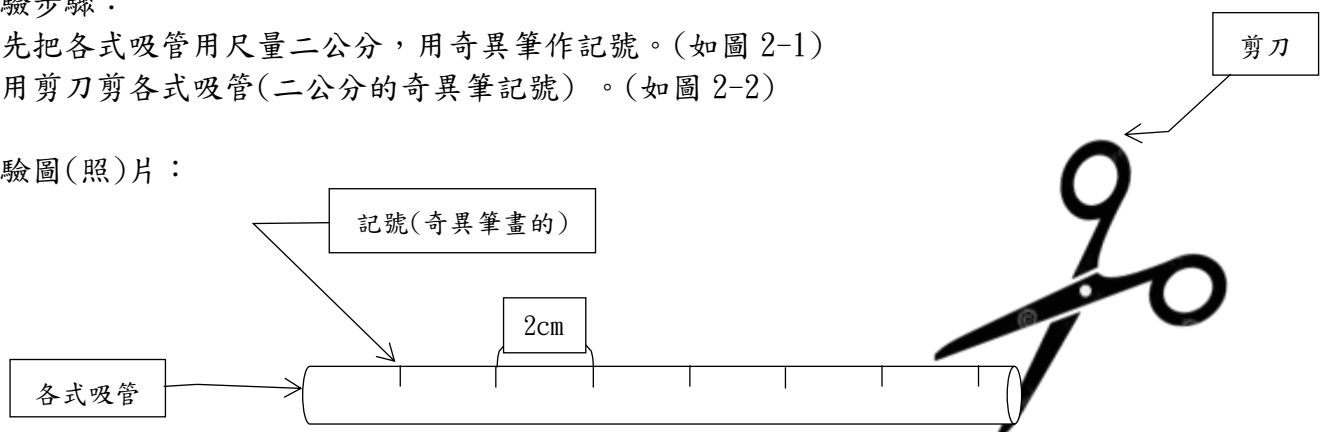 驗步驟：
先把各式吸管用尺量二公分，用奇異筆作記號。(如圖 2-1)
用剪刀剪各式吸管(二公分的奇異筆記號) 。(如圖 2-2)
剪刀
驗圖(照)片：
記號(奇異筆畫的)
2cm
各式吸管